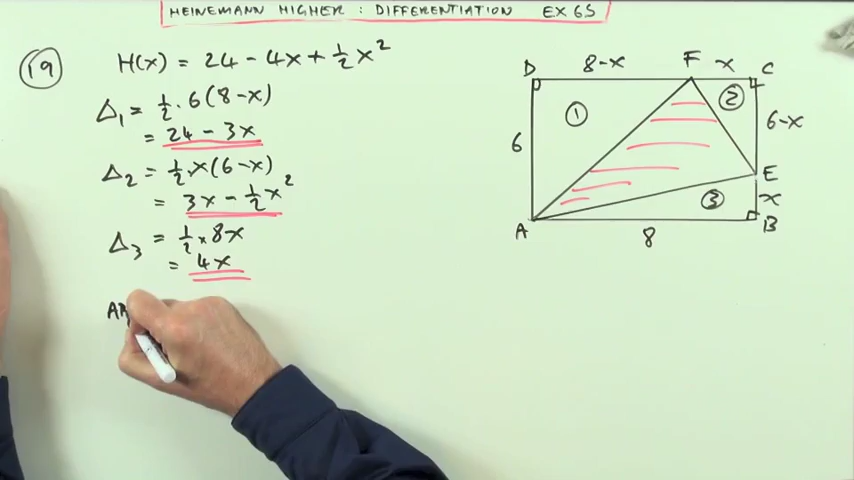 HEINEMANN HIGHER : DIFFERENTIATION EX 6S
19 H(x) = 24 - 4x + ½x²
Δ₁ = ½ . 6(8-x)
= 24 - 3x
Δ₂ = ½.x(6-x)
= 3x - ½x²
Δ₃ = ½ x 8x
= 4x
D 8-x F x C
① ②
6 6-x
E
③ x
A B
8